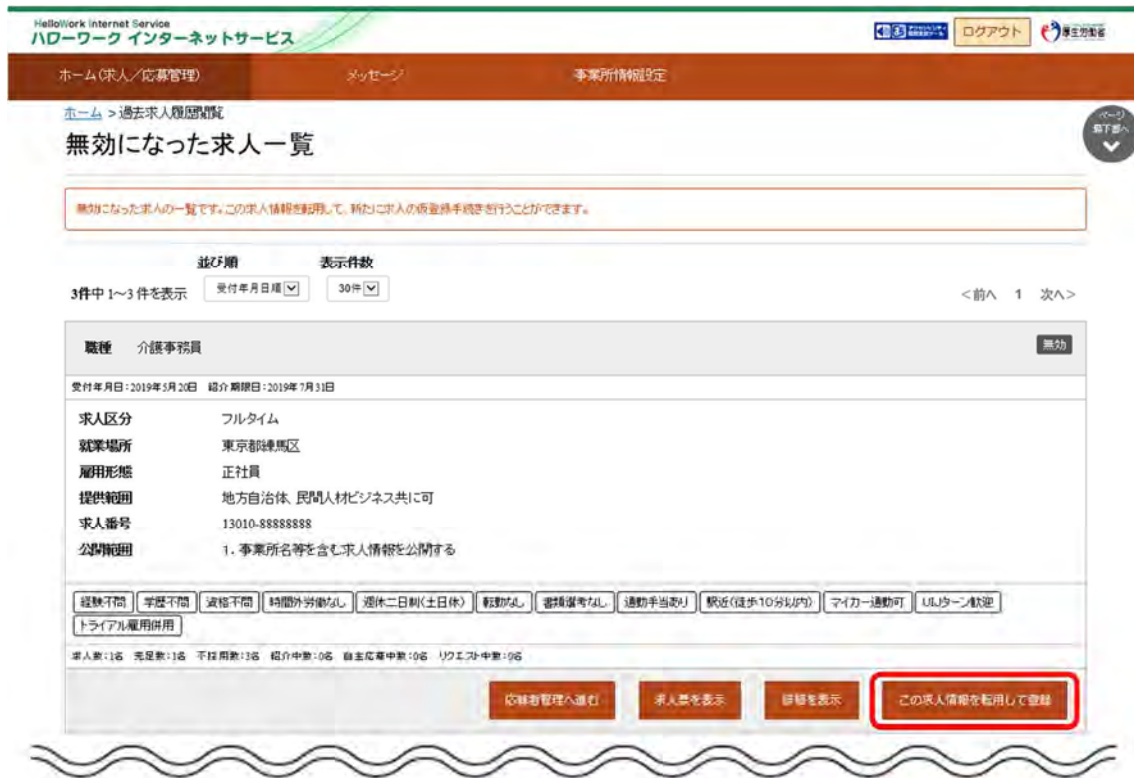 HelloWork Internet Service
ハローワーク インターネットサービス
ログアウト
厚生労働省
ホーム(求人/応募管理) メッセージ 事業所情報設定
ホーム >過去求人履歴閲覧
ページ
最下部へ
無効になった求人一覧
無効になった求人の一覧です。この求人情報を転用して、新たに求人の仮登録手続きを行うことができます。
並び順 表示件数
3件中 1〜3 件を表示 受付年月日順 30件 <前へ 1 次へ>
職種 介護事務員 無効
受付年月日:2019年5月20日 紹介期限日:2019年7月31日
求人区分 フルタイム
就業場所 東京都練馬区
雇用形態 正社員
提供範囲 地方自治体、民間人材ビジネス共に可
求人番号 13010-88888888
公開範囲 1.事業所名等を含む求人情報を公開する
経験不問 学歴不問 資格不問 時間外労働なし 週休二日制(土日休) 転勤なし 書類選考なし 通勤手当あり 駅近(徒歩10分以内) マイカー通勤可 UIJターン歓迎
トライアル雇用併用
求人数:1名 充足数:1名 不採用数:3名 紹介中数:0名 自主応募中数:0名 リクエスト中数:0名
応募者管理へ進む 求人票を表示 詳細を表示 この求人情報を転用して登録